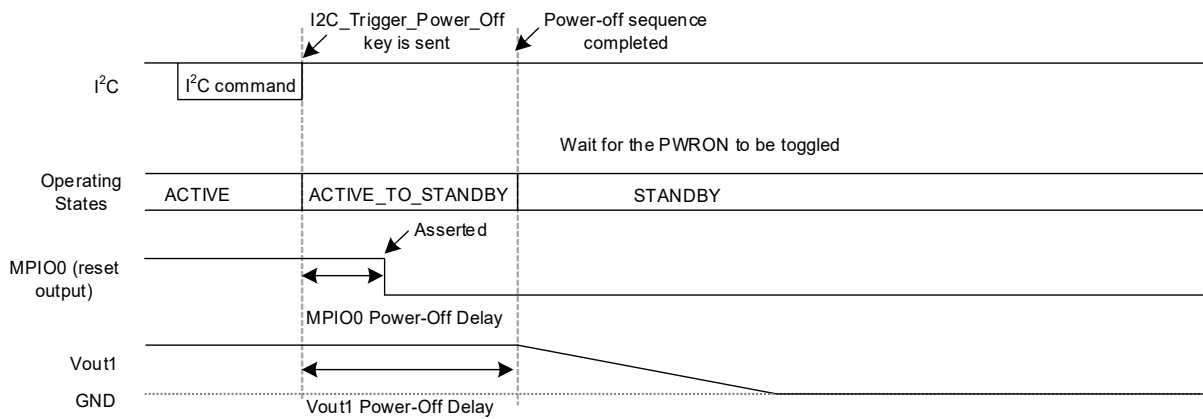 I2C_Trigger_Power_Off
key is sent
Power-off sequence
completed
I²C
I²C command
Wait for the PWRON to be toggled
Operating
States
ACTIVE
ACTIVE_TO_STANDBY
STANDBY
Asserted
MPIO0 (reset
output)
MPIO0 Power-Off Delay
Vout1
GND
Vout1 Power-Off Delay